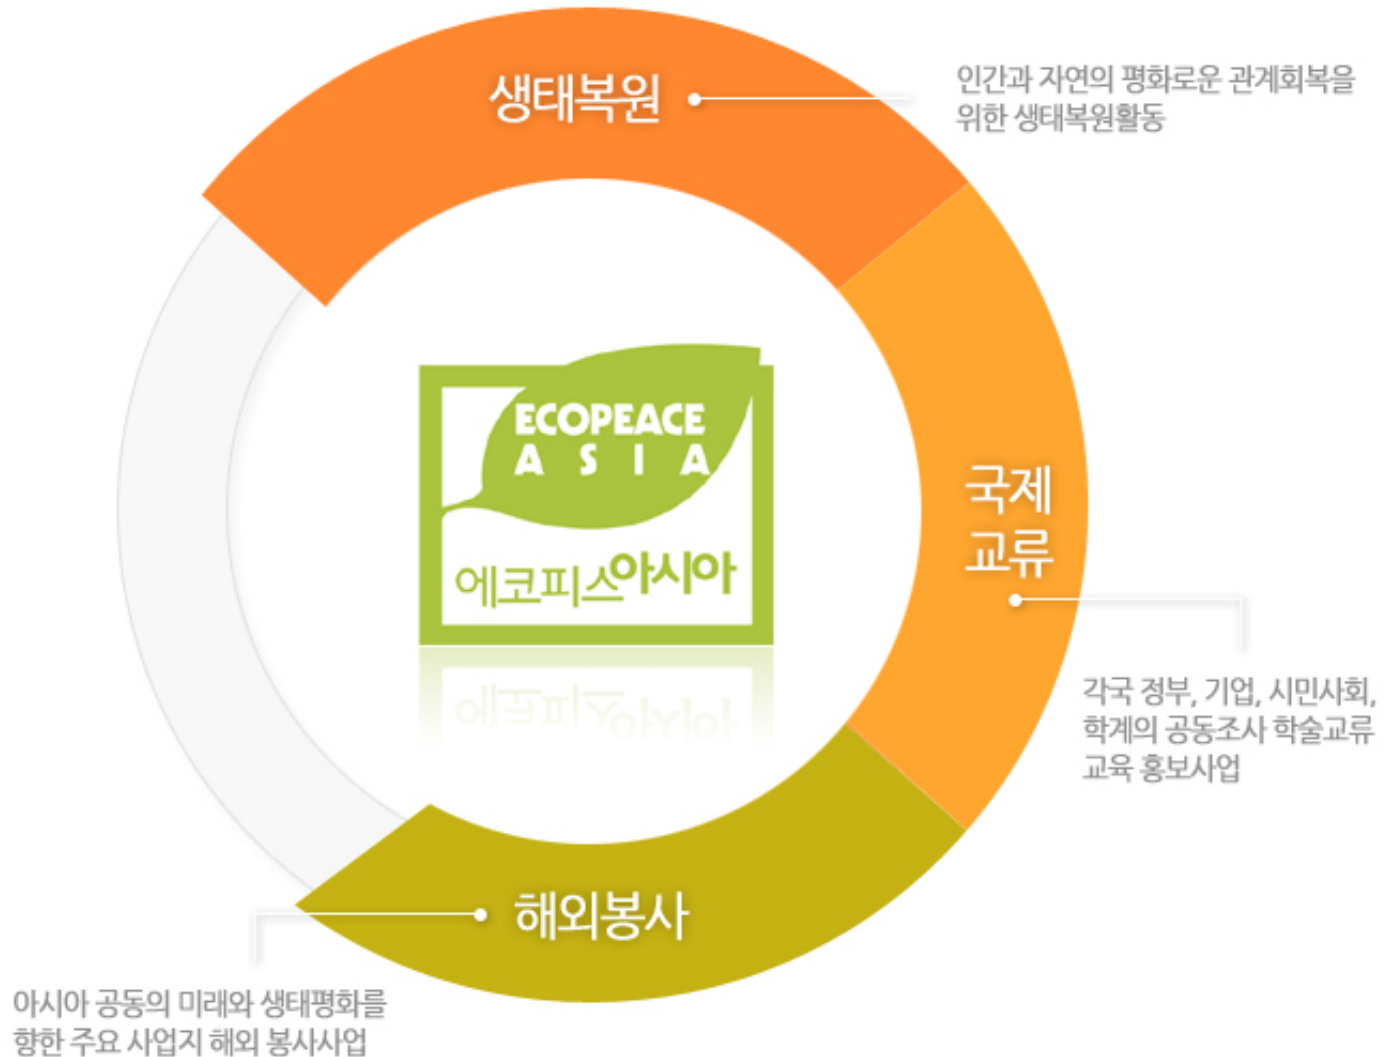 생태복원
인간과 자연의 평화로운 관계회복을
위한 생태복원활동
ECOPEACE
ASIA
에코피스아시아
국제
교류
각국 정부, 기업, 시민사회,
학계의 공동조사 학술교류
교육 홍보사업
해외봉사
아시아 공동의 미래와 생태평화를
향한 주요 사업지 해외 봉사사업